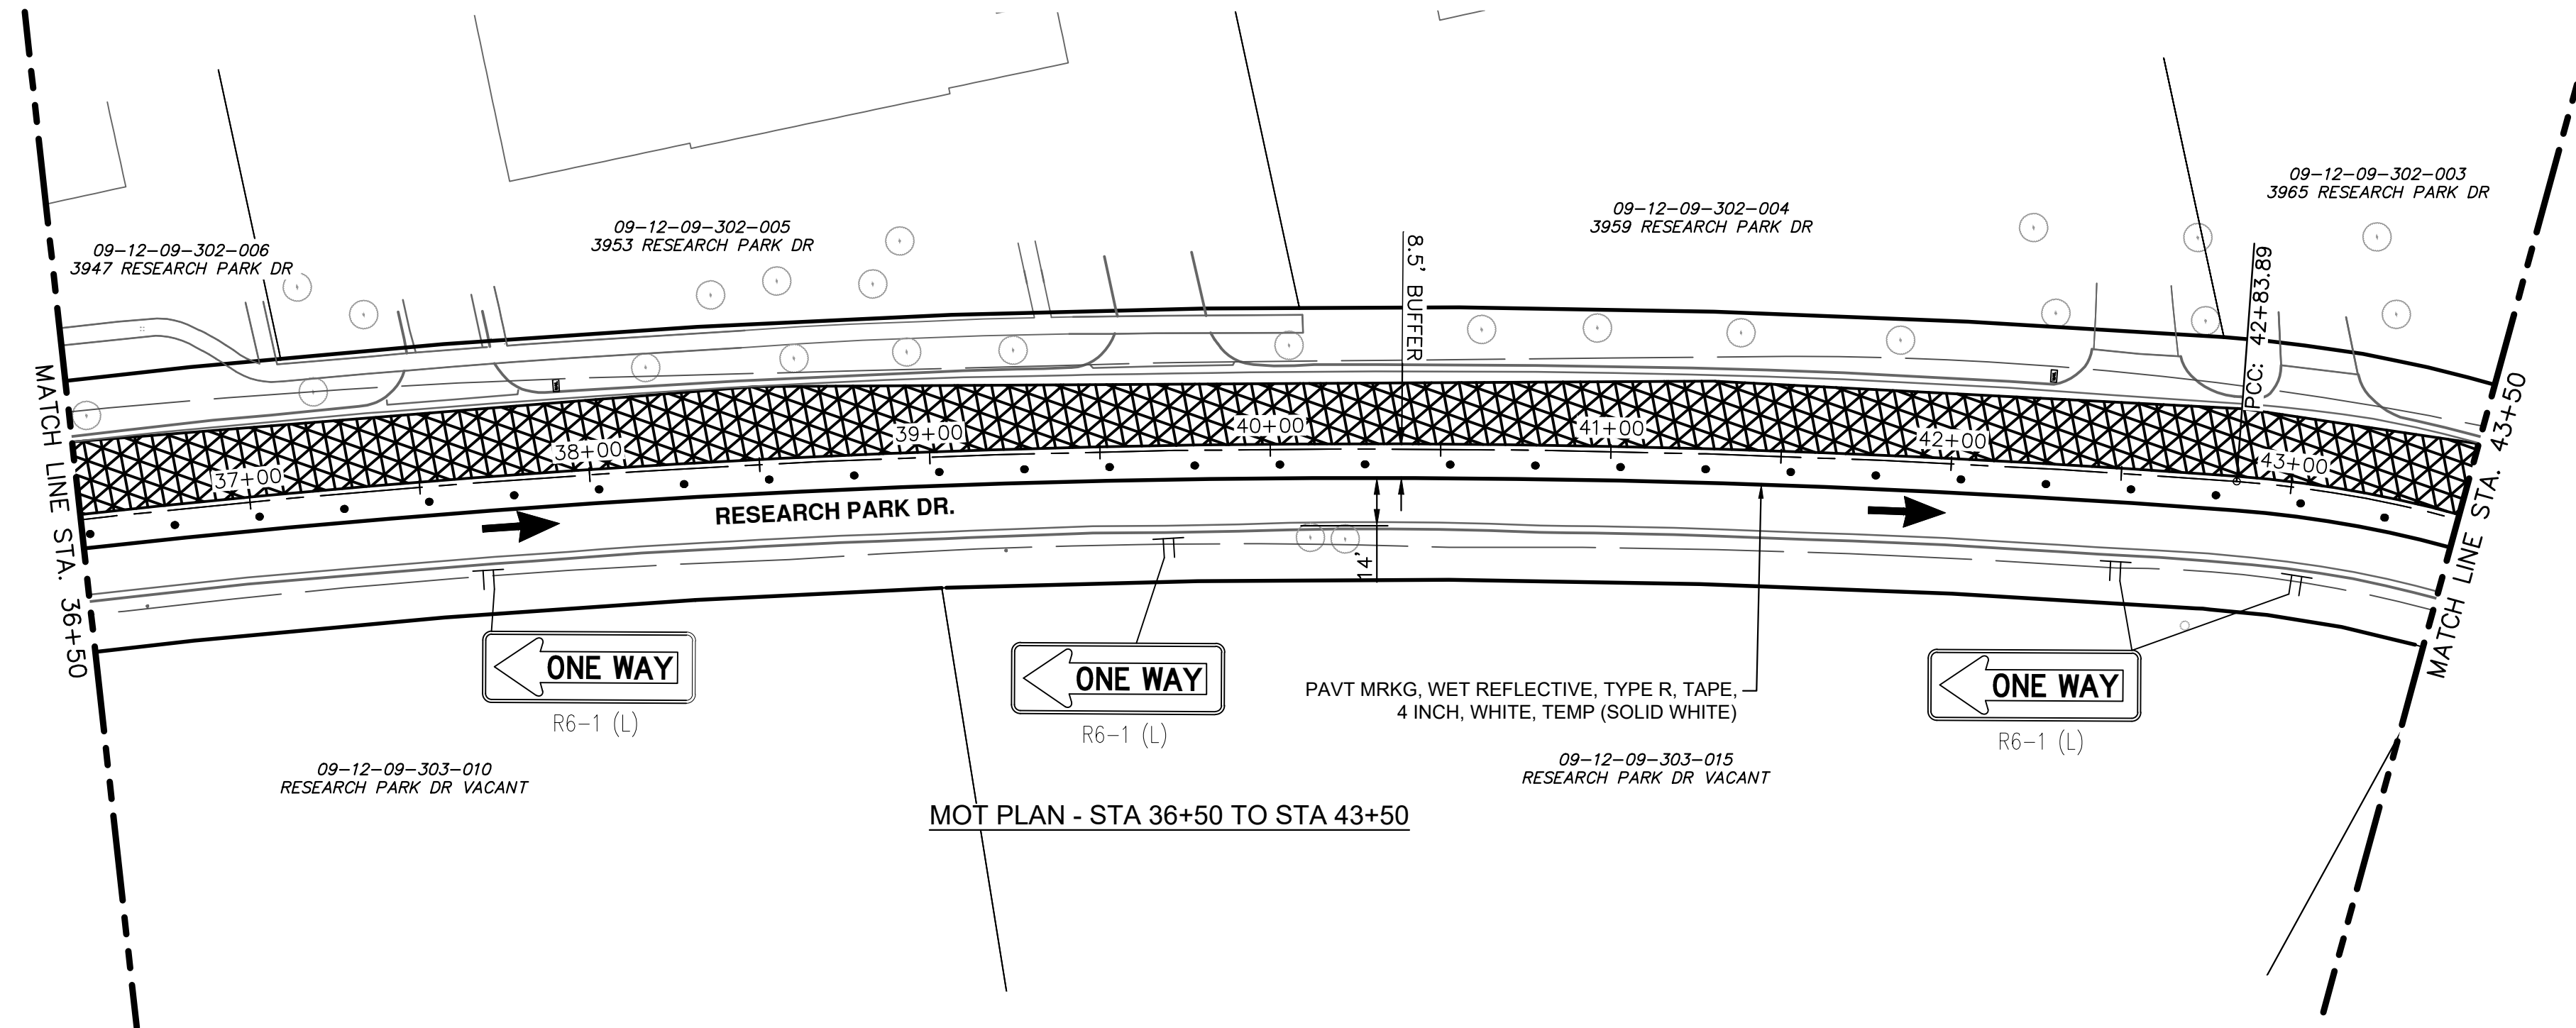 09-12-09-302-003
3965 RESEARCH PARK DR
09-12-09-302-004
3959 RESEARCH PARK DR
09-12-09-302-005
3953 RESEARCH PARK DR
09-12-09-302-006
3947 RESEARCH PARK DR
8.5' BUFFER
PCC: 42+83.89
MATCH LINE STA. 36+50
MATCH LINE STA. 43+50
37+00
38+00
39+00
40+00
41+00
42+00
43+00
RESEARCH PARK DR.
14'
ONE WAY
R6-1 (L)
ONE WAY
R6-1 (L)
ONE WAY
R6-1 (L)
PAVT MRKG, WET REFLECTIVE, TYPE R, TAPE,
4 INCH, WHITE, TEMP (SOLID WHITE)
09-12-09-303-010
RESEARCH PARK DR VACANT
09-12-09-303-015
RESEARCH PARK DR VACANT
MOT PLAN - STA 36+50 TO STA 43+50